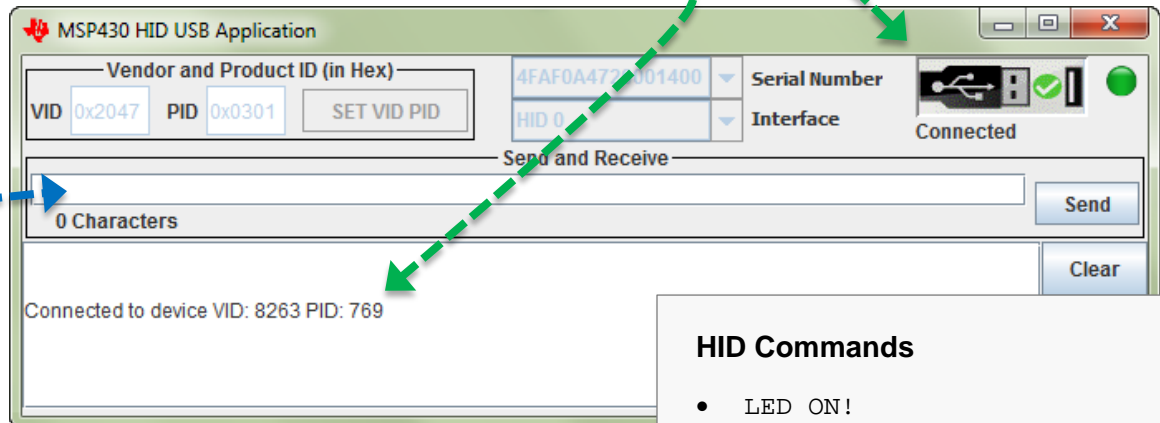 MSP430 HID USB Application
Vendor and Product ID (in Hex)
VID 0x2047 PID 0x0301 SET VID PID
Serial Number
HID 0 Interface
Connected
Send and Receive
0 Characters
Send
Clear
Connected to device VID: 8263 PID: 769
HID Commands
• LED ON!